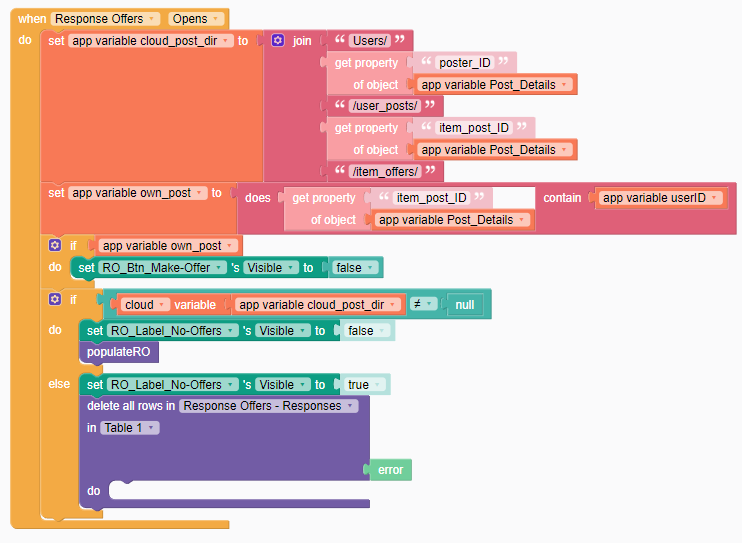 when Response Offers Opens
do set app variable cloud_post_dir to join “ Users/ ”
get property “ poster_ID ”
of object app variable Post_Details
“ /user_posts/ ”
get property “ item_post_ID ”
of object app variable Post_Details
“ /item_offers/ ”
set app variable own_post to does get property “ item_post_ID ” contain app variable userID
of object app variable Post_Details
if app variable own_post
do set RO_Btn_Make-Offer 's Visible to false
if cloud variable app variable cloud_post_dir ≠ null
do set RO_Label_No-Offers 's Visible to false
populateRO
else set RO_Label_No-Offers 's Visible to true
delete all rows in Response Offers - Responses
in Table 1
error
do